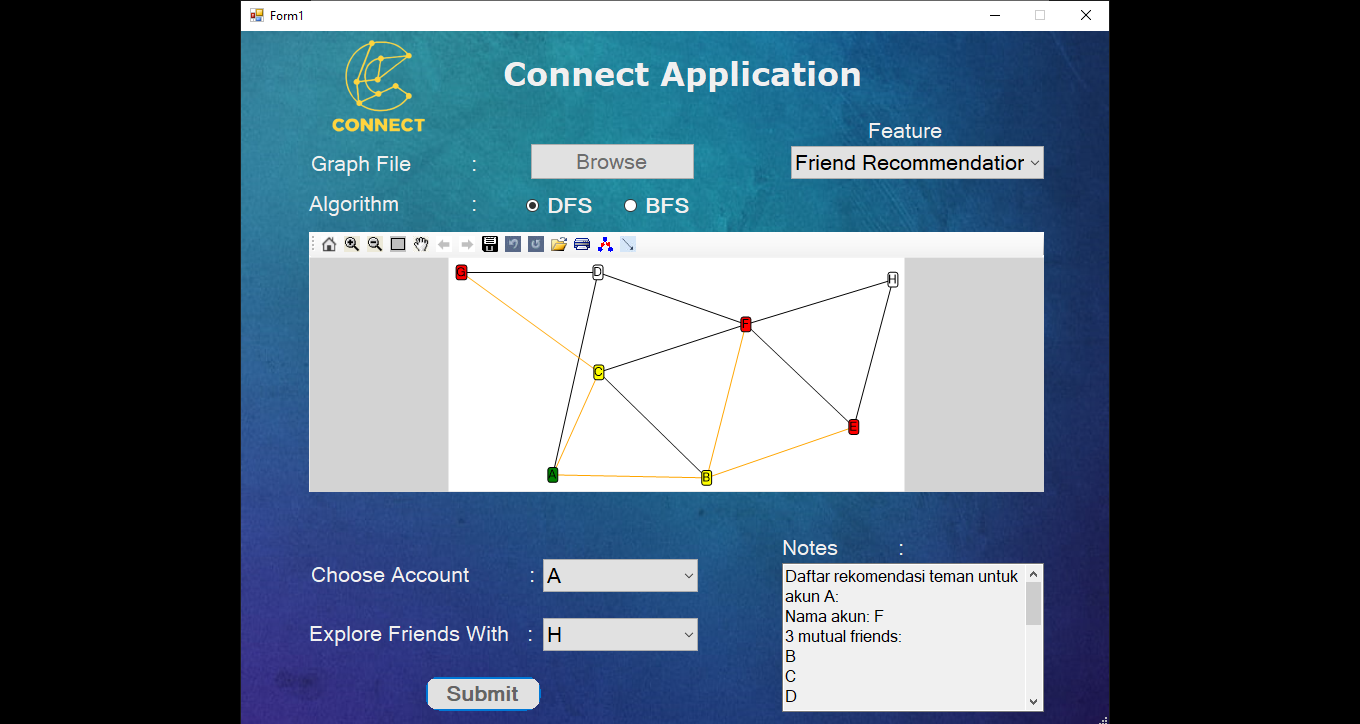 Form1
CONNECT
Connect Application
Feature
Graph File :
Browse
Friend Recommendation
Algorithm :
DFS
BFS
G
D
H
F
C
E
A
B
Notes :
Choose Account :
A
Daftar rekomendasi teman untuk
akun A:
Nama akun: F
3 mutual friends:
B
C
D
Explore Friends With :
H
Submit